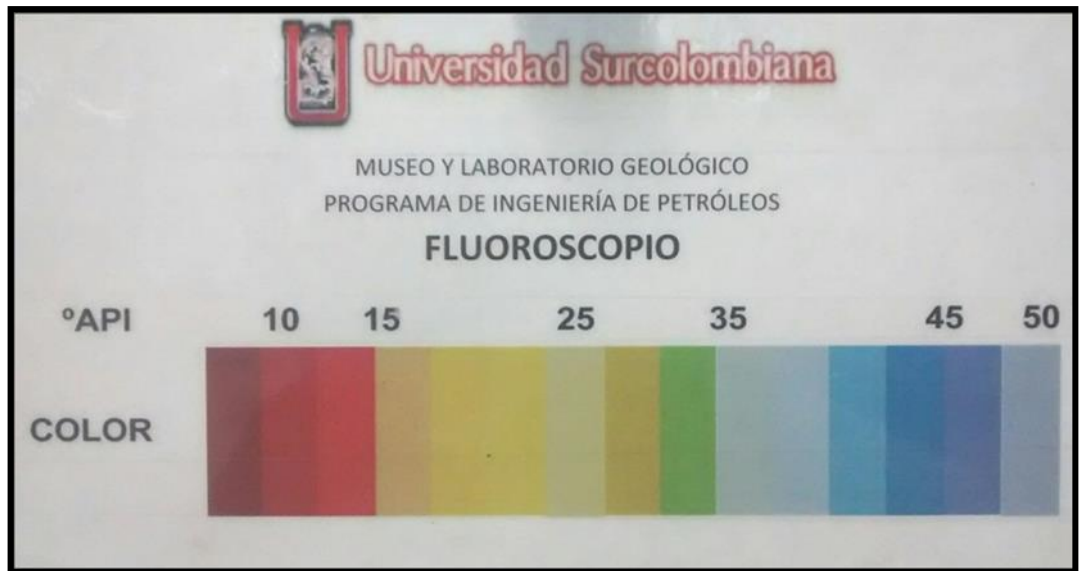 Universidad Surcolombiana
MUSEO Y LABORATORIO GEOLÓGICO
PROGRAMA DE INGENIERÍA DE PETRÓLEOS
FLUOROSCOPIO
ºAPI 10 15 25 35 45 50
COLOR